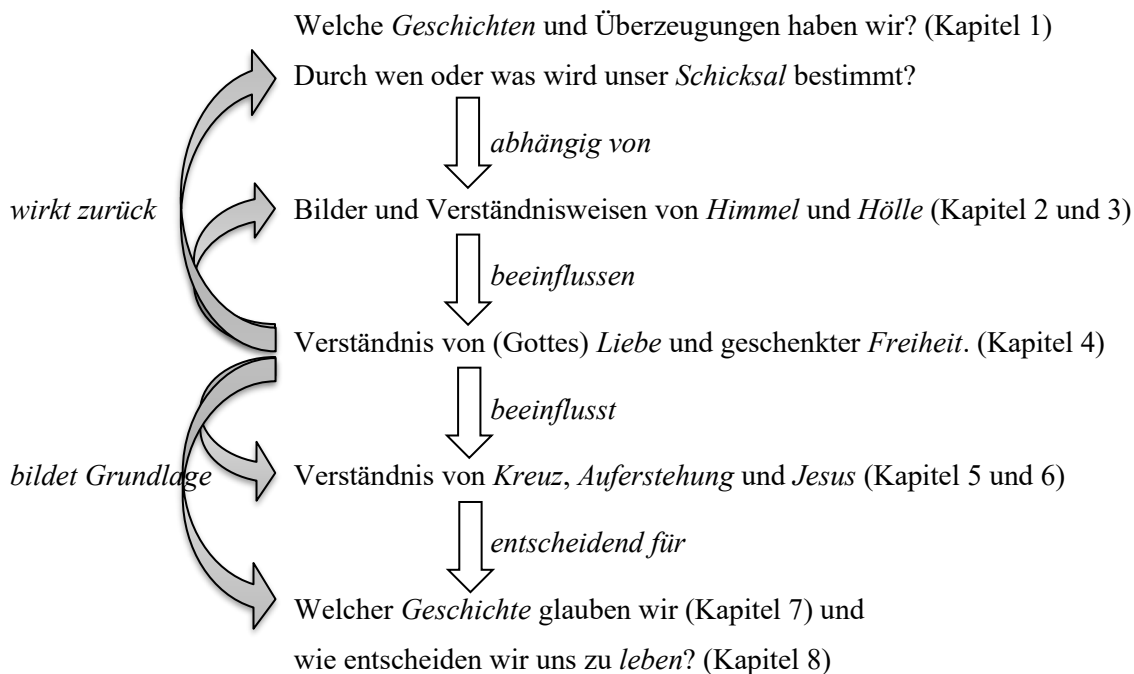 Welche Geschichten und Überzeugungen haben wir? (Kapitel 1)
Durch wen oder was wird unser Schicksal bestimmt?
abhängig von
wirkt zurück
Bilder und Verständnisweisen von Himmel und Hölle (Kapitel 2 und 3)
beeinflussen
Verständnis von (Gottes) Liebe und geschenkter Freiheit. (Kapitel 4)
beeinflusst
bildet Grundlage
Verständnis von Kreuz, Auferstehung und Jesus (Kapitel 5 und 6)
entscheidend für
Welcher Geschichte glauben wir (Kapitel 7) und
wie entscheiden wir uns zu leben? (Kapitel 8)